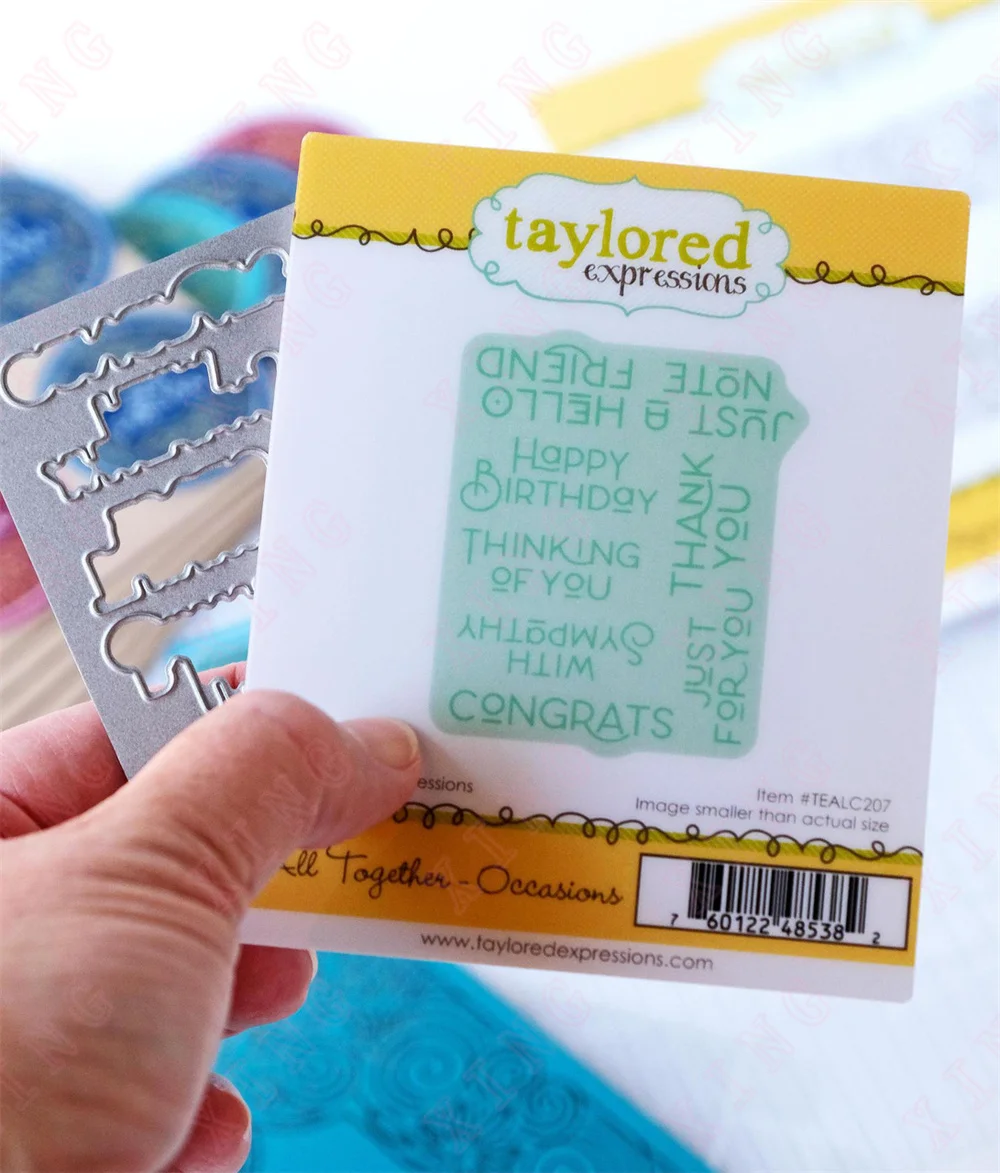 taylored
expressions
FRIEND
NOTE
JUST a HELLO
HaPPY
BIRTHDaY
THINKING
OF YOU
WITH
SYMPaTHY
CONGRATS
THANK YOU
JUST
FOR YOU
essions
Item #TEALC207
Image smaller than actual size
All Together - Occasions
7 60122 48538 2
www.tayloredexpressions.com
XING